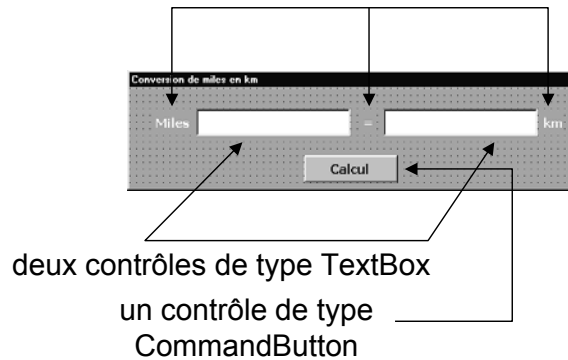 Conversion de miles en km
Miles = km
Calcul
deux contrôles de type TextBox
un contrôle de type
CommandButton